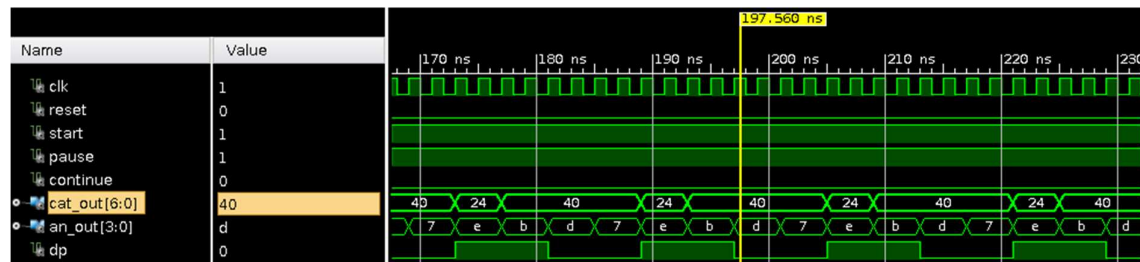 197.560 ns
Name Value
170 ns 180 ns 190 ns 200 ns 210 ns 220 ns 230
clk 1
reset 0
start 1
pause 1
continue 0
cat_out[6:0] 40 40 24 40 24 40 24 40 24 40
an_out[3:0] d 7 e b d 7 e b d 7 e b d 7 e b d
dp 0